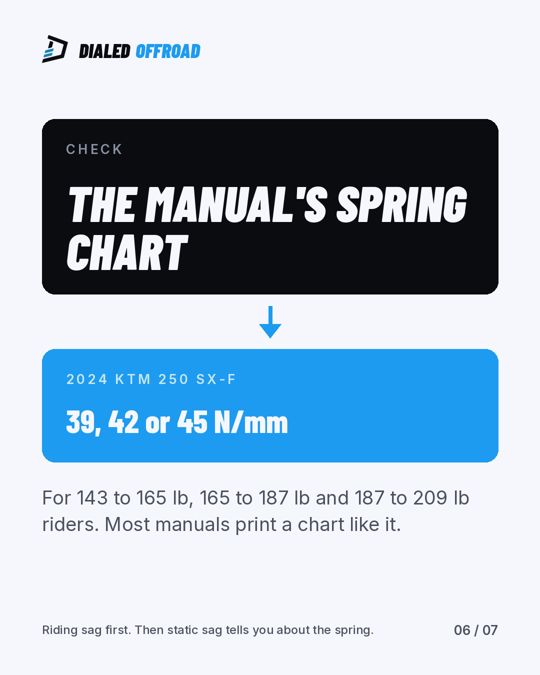 DIALED OFFROAD
CHECK
THE MANUAL'S SPRING
CHART
2024 KTM 250 SX-F
39, 42 or 45 N/mm
For 143 to 165 lb, 165 to 187 lb and 187 to 209 lb
riders. Most manuals print a chart like it.
Riding sag first. Then static sag tells you about the spring.
06 / 07